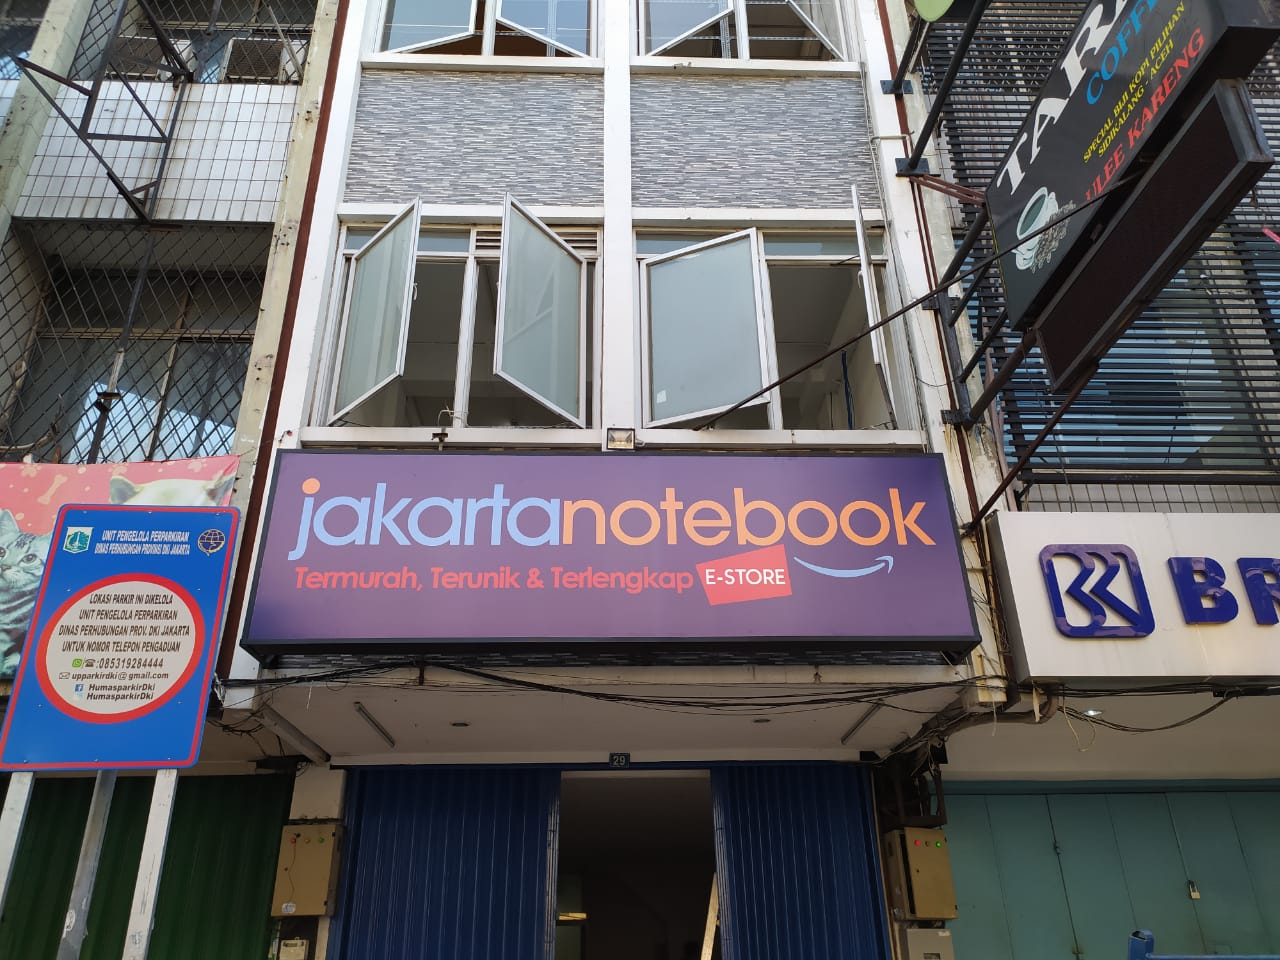 jakartanotebook
Termurah, Terunik & Terlengkap E-STORE
29
UNIT PENGELOLA PERPARKIRAN
DINAS PERHUBUNGAN PROVINSI DKI JAKARTA
LOKASI PARKIR INI DIKELOLA
UNIT PENGELOLA PERPARKIRAN
DINAS PERHUBUNGAN PROV. DKI JAKARTA
UNTUK NOMOR TELEPON PENGADUAN
:085319284444
upparkirdki@gmail.com
HumasparkirDki
HumasparkirDki
COFF
SPECIAL BIJI KOPI PILIHAN
SIDIKALANG - ACEH
ULEE KARENG
BR